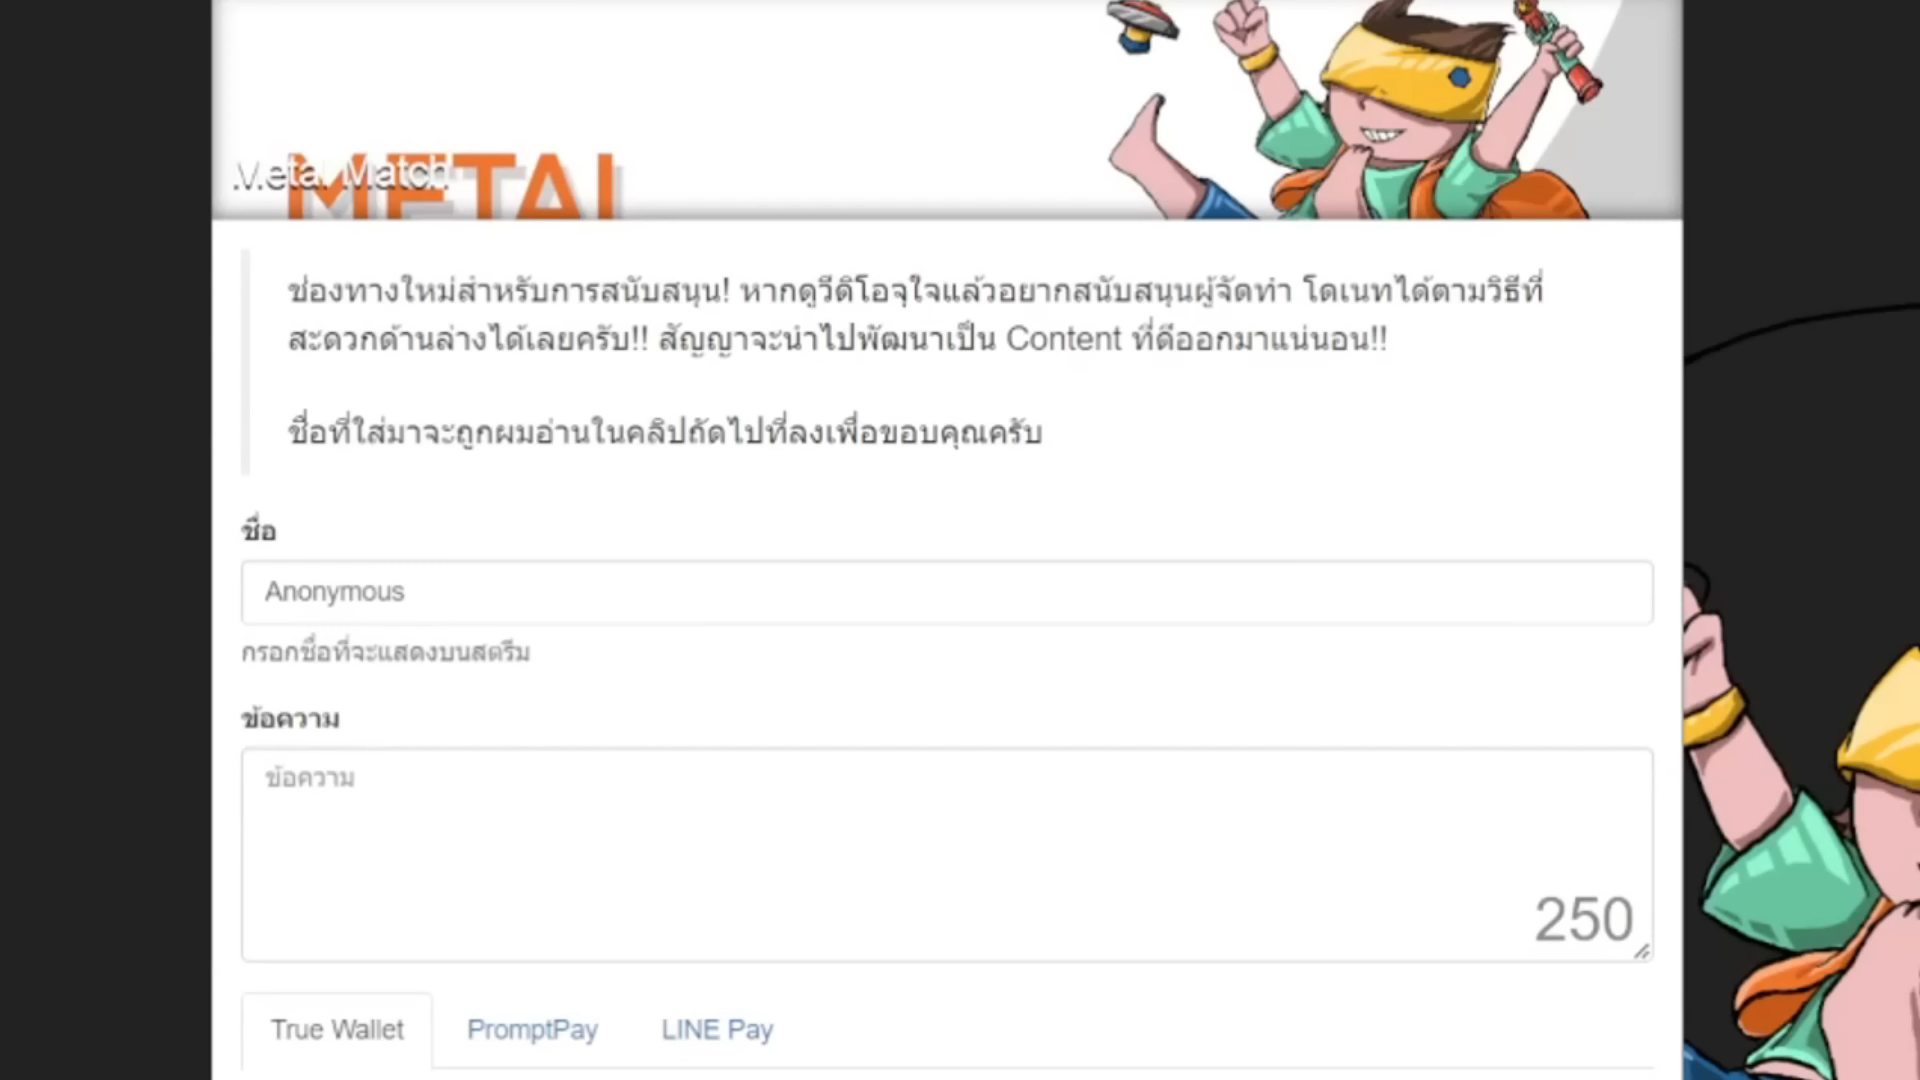 METAL
Metal Match
ช่องทางใหม่สำหรับการสนับสนุน! หากดูวีดิโอจุใจแล้วอยากสนับสนุนผู้จัดทำ โดเนทได้ตามวิธีที่
สะดวกด้านล่างได้เลยครับ!! สัญญาจะนำไปพัฒนาเป็น Content ที่ดีออกมาแน่นอน!!
ชื่อที่ใส่มาจะถูกผมอ่านในคลิปถัดไปที่ลงเพื่อขอบคุณครับ
ชื่อ
Anonymous
กรอกชื่อที่จะแสดงบนสตรีม
ข้อความ
ข้อความ
250
True Wallet PromptPay LINE Pay